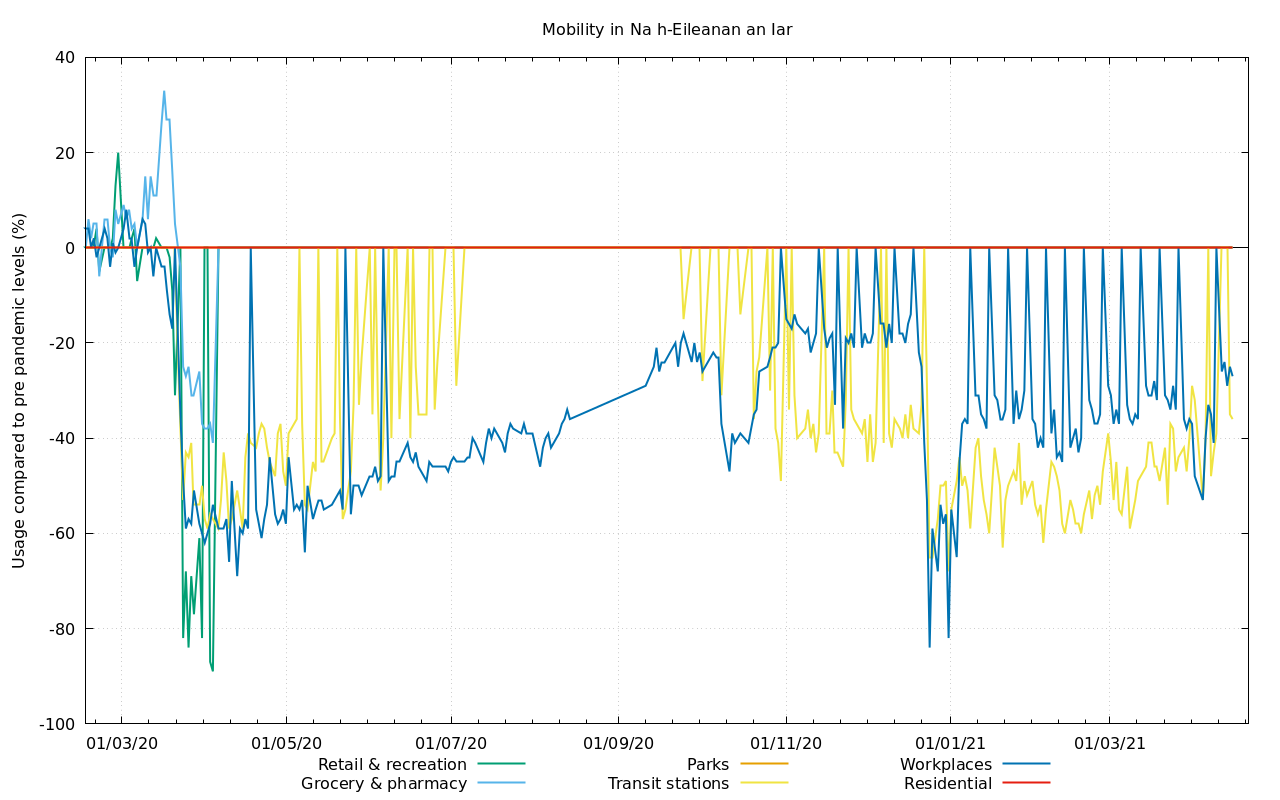 Mobility in Na h-Eileanan an Iar
Usage compared to pre pandemic levels (%)
40
20
0
-20
-40
-60
-80
-100
01/03/20 01/05/20 01/07/20 01/09/20 01/11/20 01/01/21 01/03/21
Retail & recreation Parks Workplaces
Grocery & pharmacy Transit stations Residential